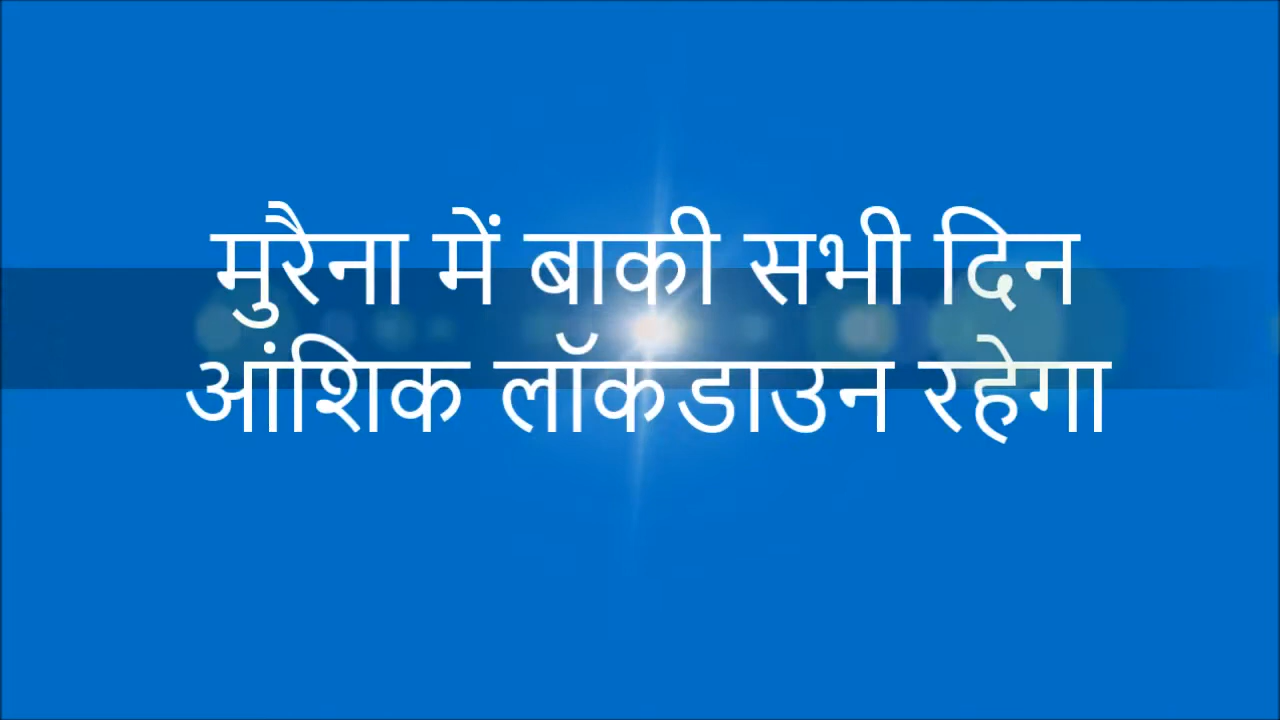 मुरैना में बाकी सभी दिन
आंशिक लॉकडाउन रहेगा